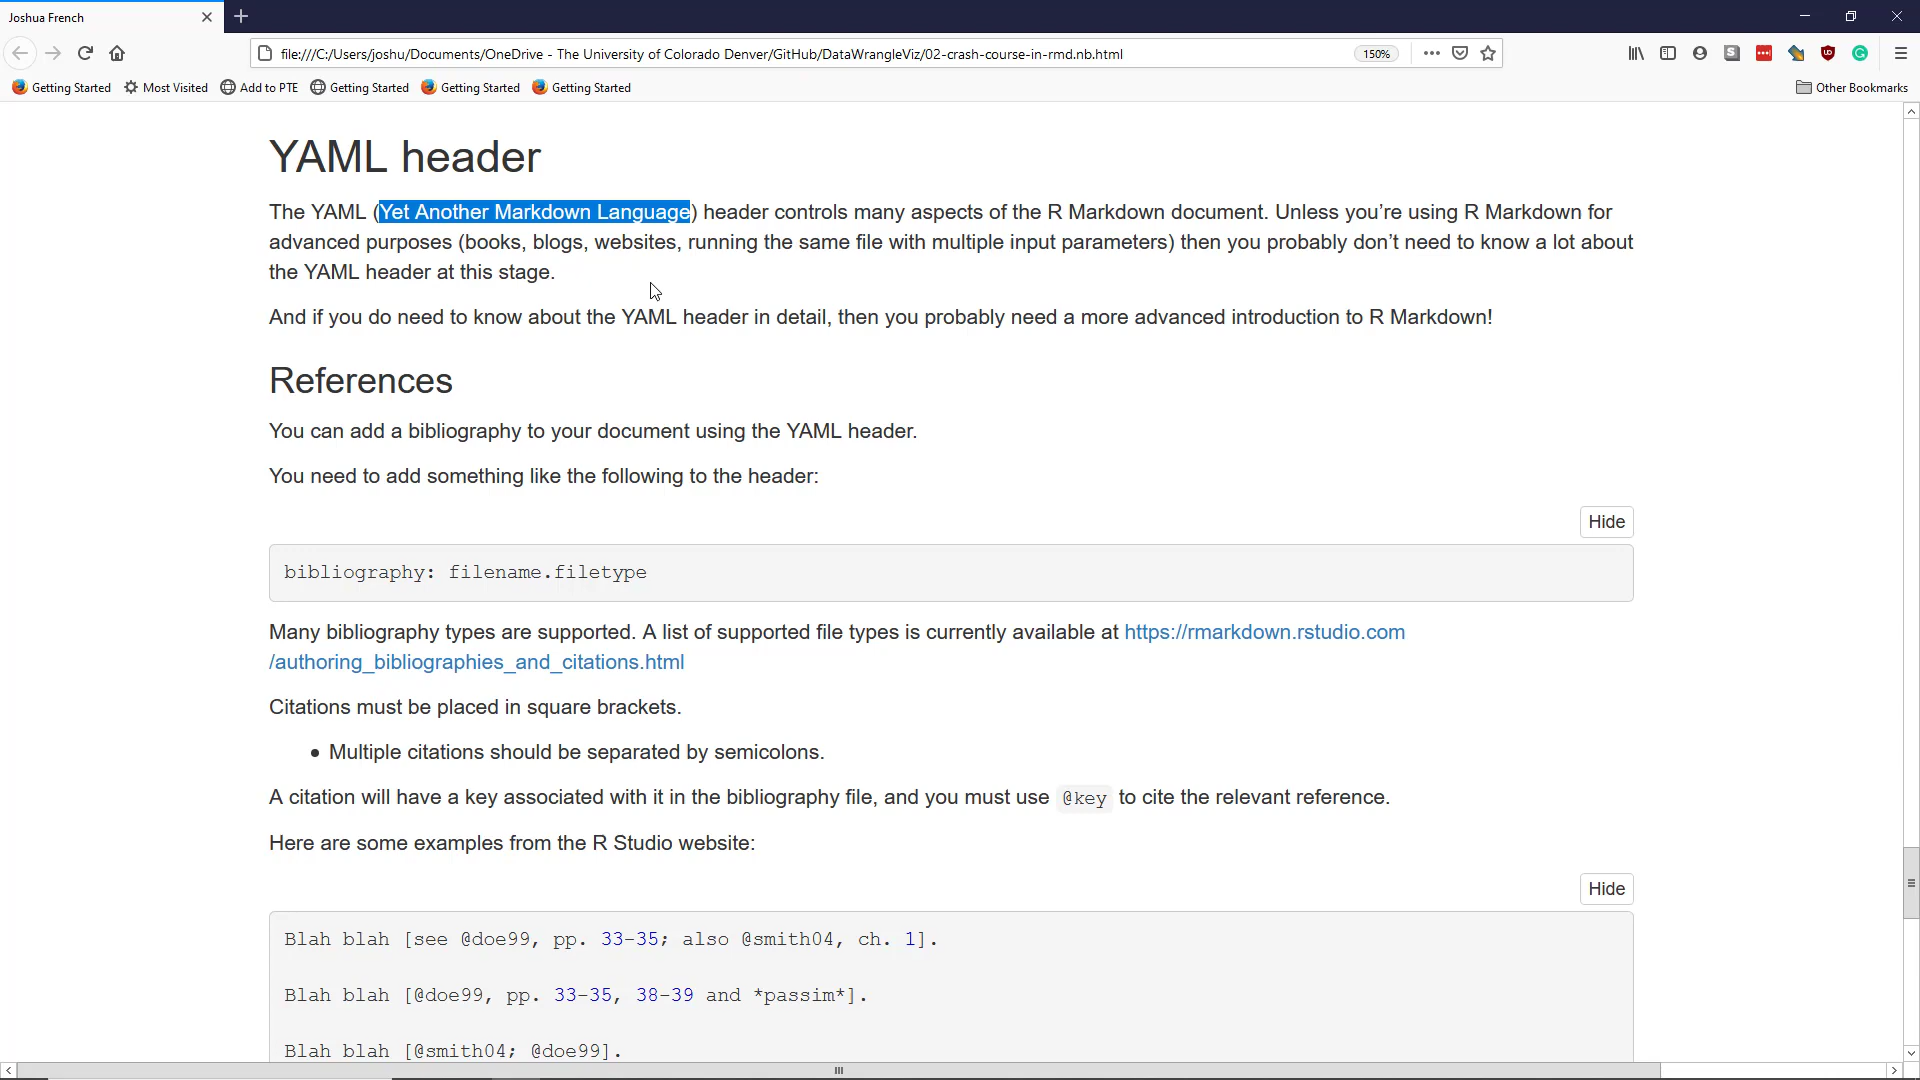 Joshua French
file:///C:/Users/joshu/Documents/OneDrive - The University of Colorado Denver/GitHub/DataWrangleViz/02-crash-course-in-rmd.nb.html
150%
Getting Started Most Visited Add to PTE Getting Started Getting Started Getting Started Other Bookmarks
YAML header
The YAML (Yet Another Markdown Language) header controls many aspects of the R Markdown document. Unless you’re using R Markdown for
advanced purposes (books, blogs, websites, running the same file with multiple input parameters) then you probably don’t need to know a lot about
the YAML header at this stage.
And if you do need to know about the YAML header in detail, then you probably need a more advanced introduction to R Markdown!
References
You can add a bibliography to your document using the YAML header.
You need to add something like the following to the header:
Hide
bibliography: filename.filetype
Many bibliography types are supported. A list of supported file types is currently available at https://rmarkdown.rstudio.com
/authoring_bibliographies_and_citations.html
Citations must be placed in square brackets.
• Multiple citations should be separated by semicolons.
A citation will have a key associated with it in the bibliography file, and you must use @key to cite the relevant reference.
Here are some examples from the R Studio website:
Hide
Blah blah [see @doe99, pp. 33-35; also @smith04, ch. 1].
Blah blah [@doe99, pp. 33-35, 38-39 and *passim*].
Blah blah [@smith04; @doe99].